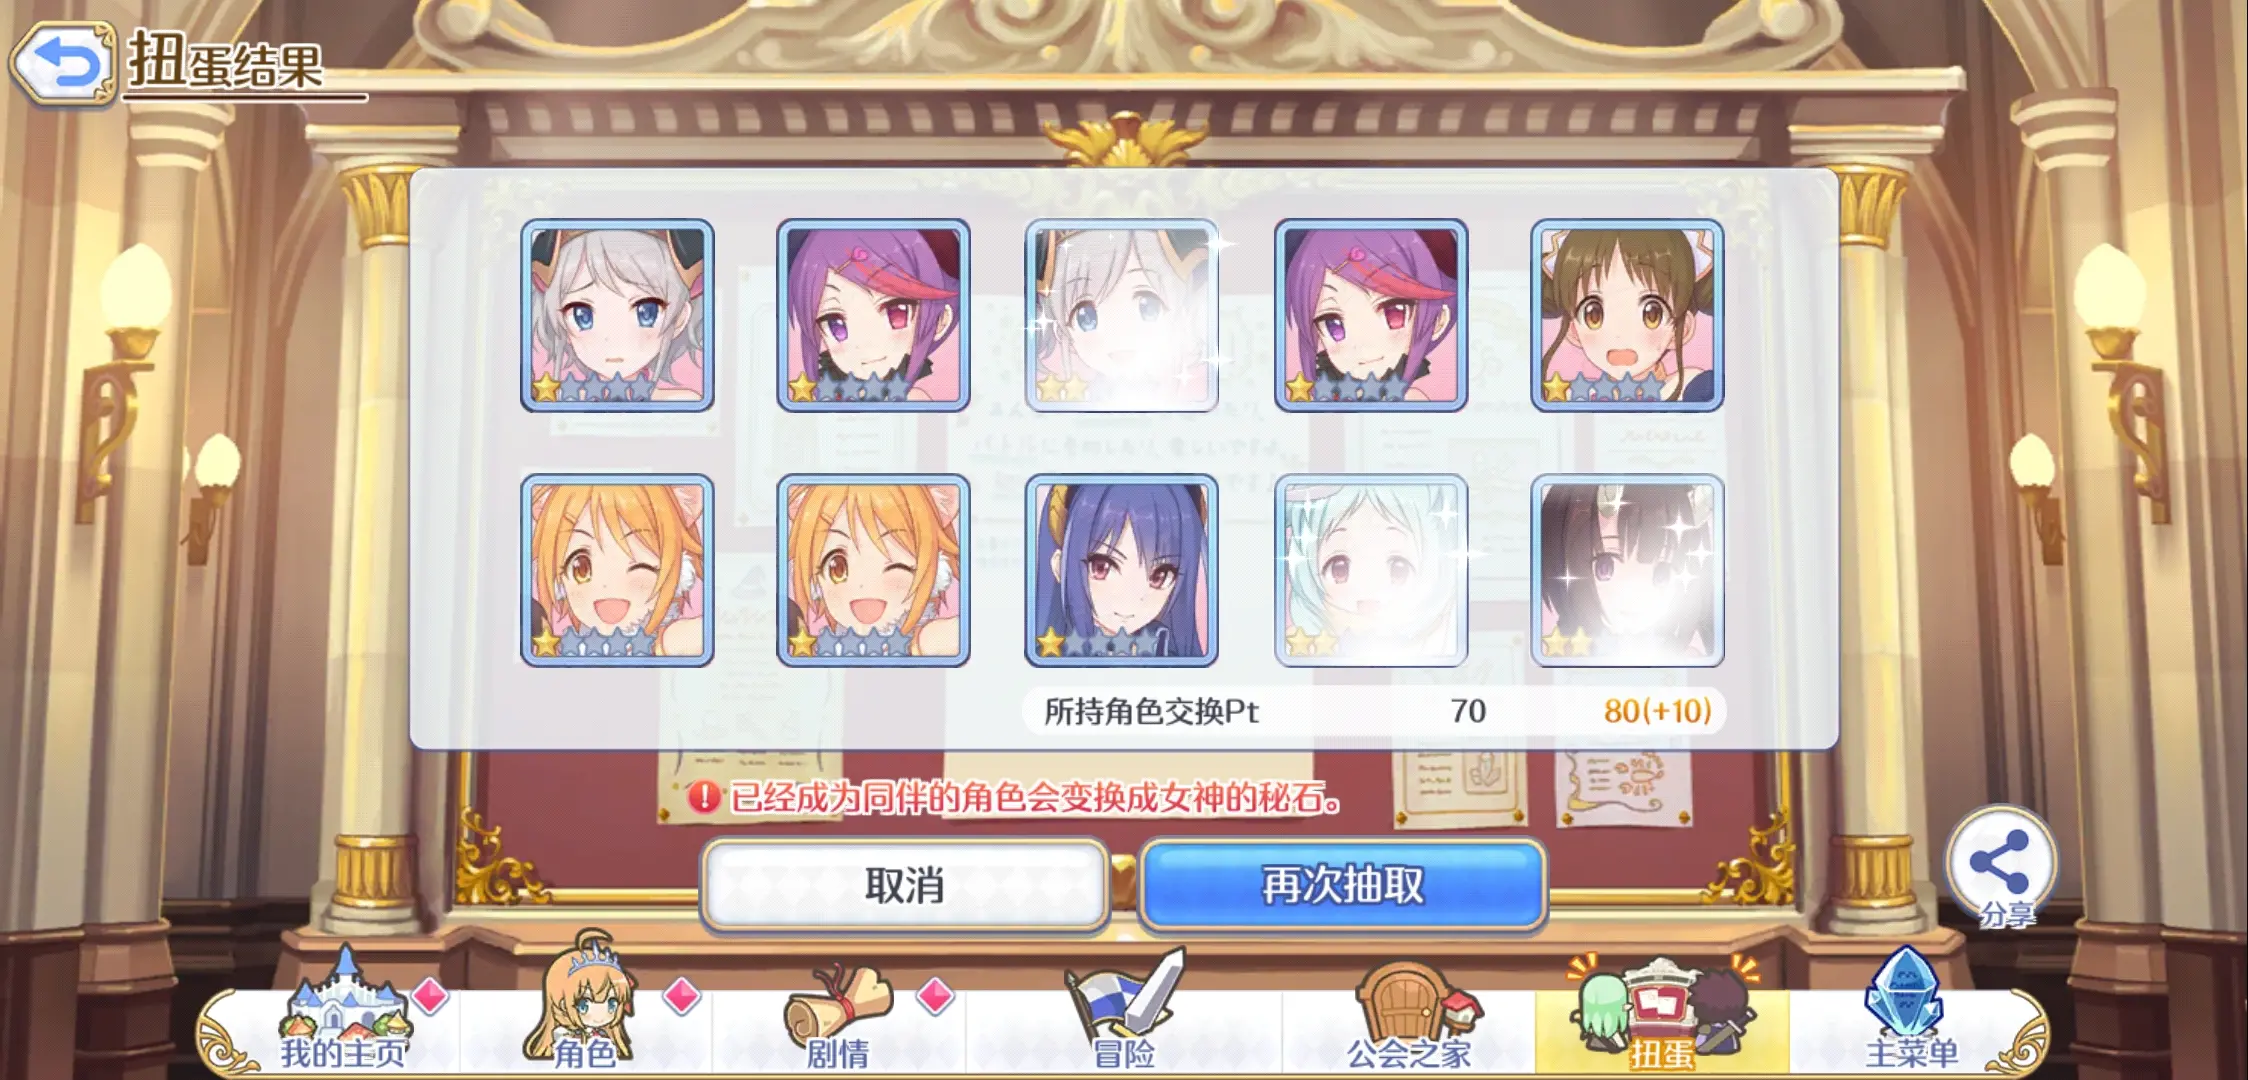 扭蛋结果
所持角色交换Pt 70 80(+10)
已经成为同伴的角色会变换成女神的秘石。
取消 再次抽取
分享
我的主页 角色 剧情 冒险 公会之家 扭蛋 主菜单